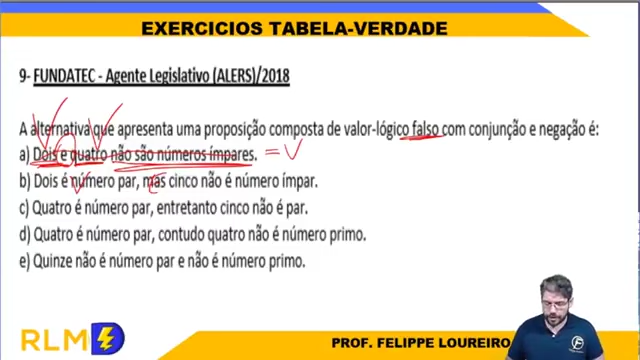 EXERCICIOS TABELA-VERDADE
9- FUNDATEC - Agente Legislativo (ALERS)/2018
A alternativa que apresenta uma proposição composta de valor-lógico falso com conjunção e negação é:
a) Dois e quatro não são números ímpares. = V
b) Dois é número par, mas cinco não é número ímpar.
V E
c) Quatro é número par, entretanto cinco não é par.
d) Quatro é número par, contudo quatro não é número primo.
e) Quinze não é número par e não é número primo.
RLM
PROF. FELIPPE LOUREIRO